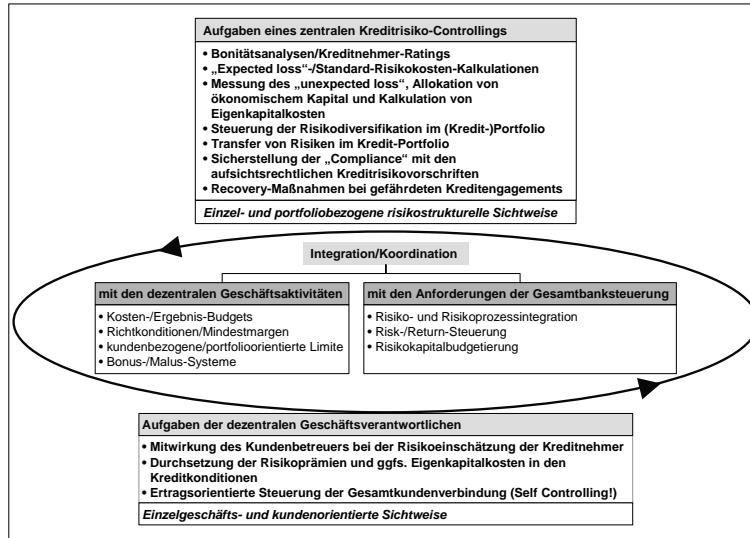 Aufgaben eines zentralen Kreditrisiko-Controllings
• Bonitätsanalysen/Kreditnehmer-Ratings
• „Expected loss“-/Standard-Risikokosten-Kalkulationen
• Messung des „unexpected loss“, Allokation von
ökonomischem Kapital und Kalkulation von
Eigenkapitalkosten
• Steuerung der Risikodiversifikation im (Kredit-)Portfolio
• Transfer von Risiken im Kredit-Portfolio
• Sicherstellung der „Compliance“ mit den
aufsichtsrechtlichen Kreditrisikovorschriften
• Recovery-Maßnahmen bei gefährdeten Kreditengagements
Einzel- und portfoliobezogene risikostrukturelle Sichtweise
Integration/Koordination
mit den dezentralen Geschäftsaktivitäten
• Kosten-/Ergebnis-Budgets
• Richtkonditionen/Mindestmargen
• kundenbezogene/portfolioorientierte Limite
• Bonus-/Malus-Systeme
mit den Anforderungen der Gesamtbanksteuerung
• Risiko- und Risikoprozessintegration
• Risk-/Return-Steuerung
• Risikokapitalbudgetierung
Aufgaben der dezentralen Geschäftsverantwortlichen
• Mitwirkung des Kundenbetreuers bei der Risikoeinschätzung der Kreditnehmer
• Durchsetzung der Risikoprämien und ggfs. Eigenkapitalkosten in den
Kreditkonditionen
• Ertragsorientierte Steuerung der Gesamtkundenverbindung (Self Controlling!)
Einzelgeschäfts- und kundenorientierte Sichtweise